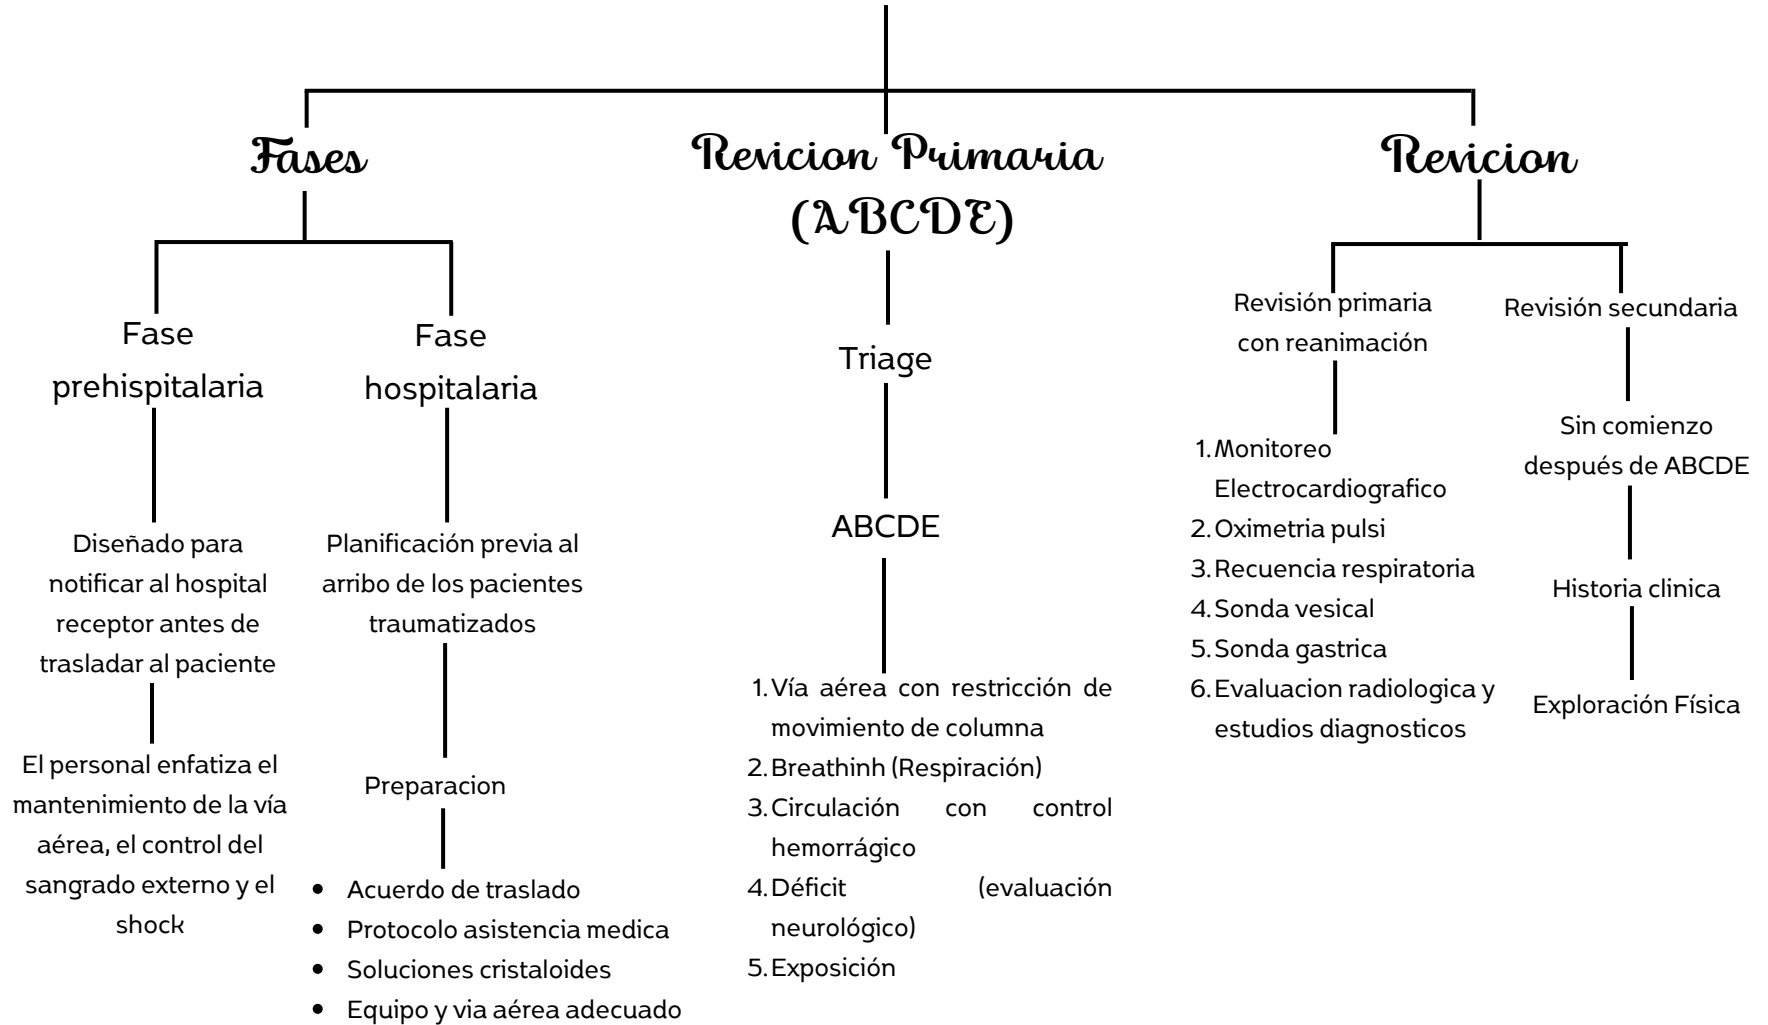 Fases
Fase
prehispitalaria
Diseñado para
notificar al hospital
receptor antes de
trasladar al paciente
El personal enfatiza el
mantenimiento de la vía
aérea, el control del
sangrado externo y el
shock
Fase
hospitalaria
Planificación previa al
arribo de los pacientes
traumatizados
Preparacion
• Acuerdo de traslado
• Protocolo asistencia medica
• Soluciones cristaloides
• Equipo y via aérea adecuado
Revicion Primaria
(ABCDE)
Triage
ABCDE
1. Vía aérea con restricción de
movimiento de columna
2. Breathinh (Respiración)
3. Circulación con control
hemorrágico
4. Déficit (evaluación
neurológico)
5. Exposición
Revicion
Revisión primaria
con reanimación
1. Monitoreo
Electrocardiografico
2. Oximetria pulsi
3. Recuencia respiratoria
4. Sonda vesical
5. Sonda gastrica
6. Evaluacion radiologica y
estudios diagnosticos
Revisión secundaria
Sin comienzo
después de ABCDE
Historia clinica
Exploración Física